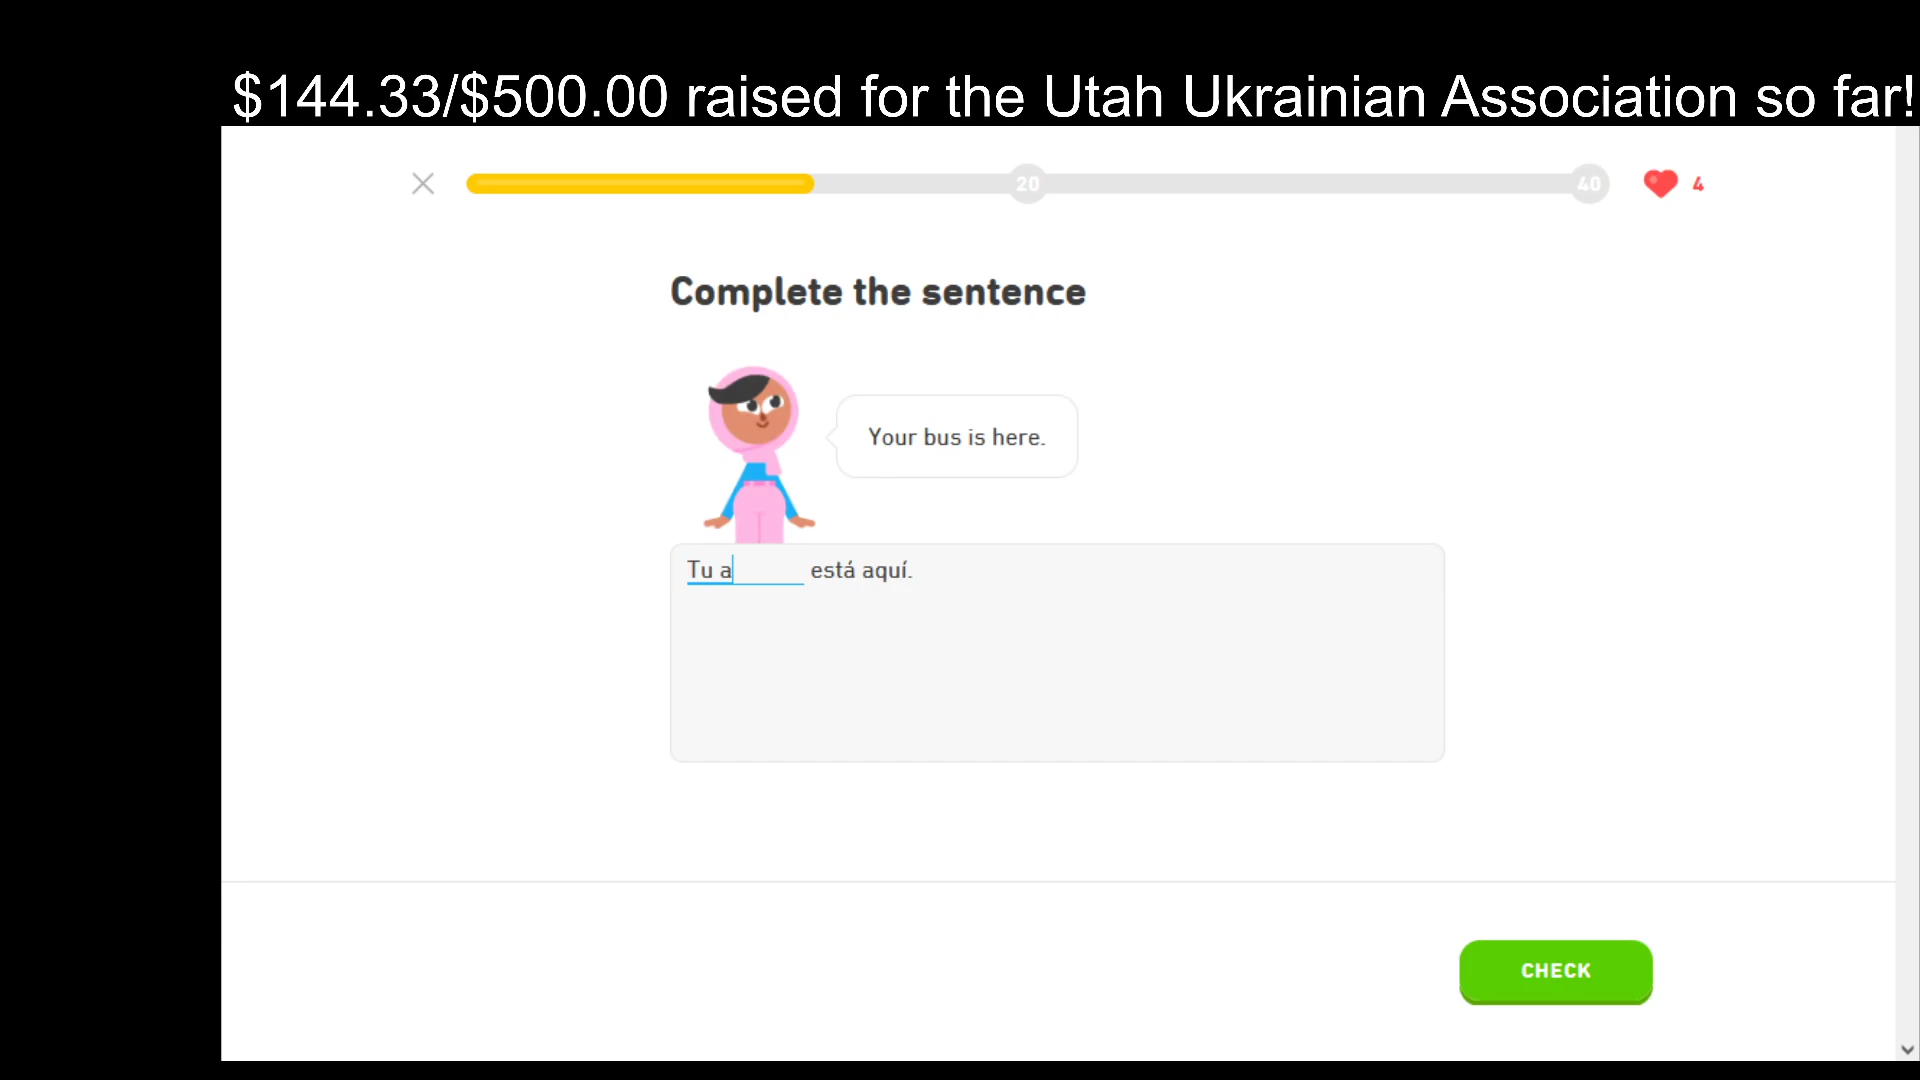 $144.33/$500.00 raised for the Utah Ukrainian Association so far!
20 40 4
Complete the sentence
Your bus is here.
Tu a está aquí.
CHECK